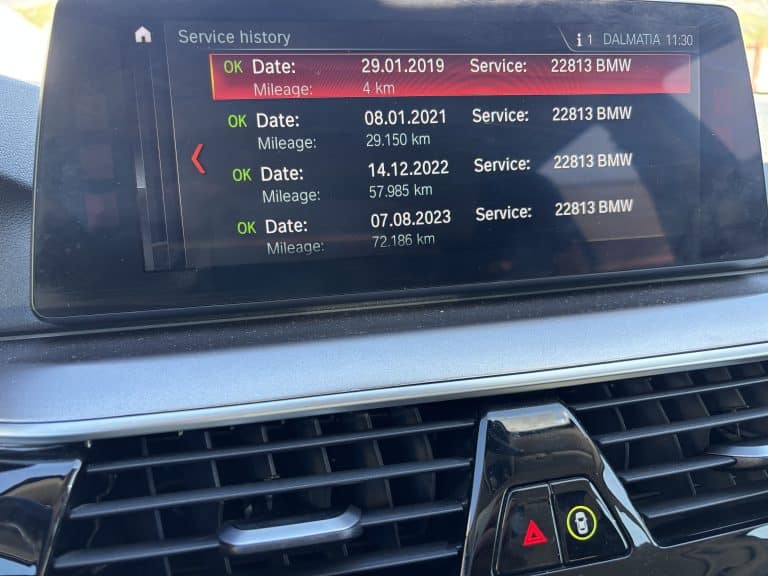 Service history i 1 DALMATIA 11:30
OK Date: 29.01.2019 Service: 22813 BMW
Mileage: 4 km
OK Date: 08.01.2021 Service: 22813 BMW
Mileage: 29.150 km
OK Date: 14.12.2022 Service: 22813 BMW
Mileage: 57.985 km
OK Date: 07.08.2023 Service: 22813 BMW
Mileage: 72.186 km